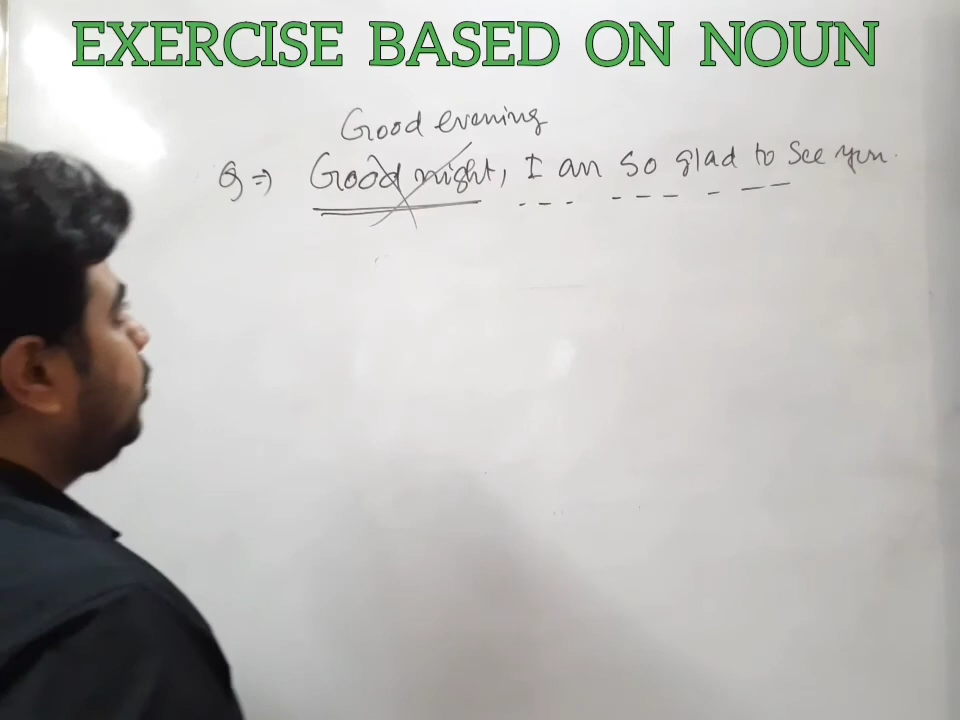 EXERCISE BASED ON NOUN
Good evening
Q => Good night, I am so glad to see you.